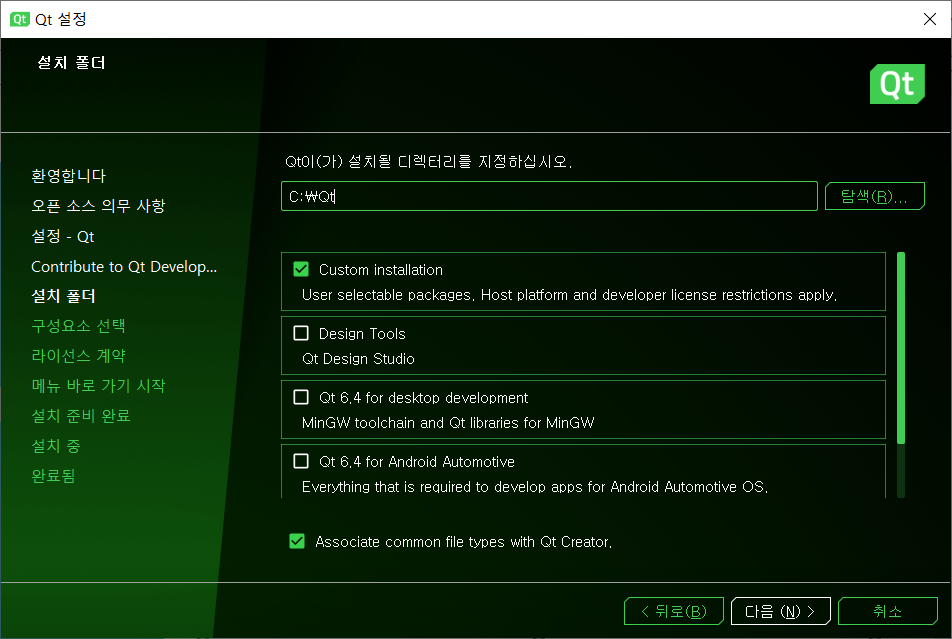 Qt Qt 설정
설치 폴더
Qt
환영합니다
오픈 소스 의무 사항
설정 - Qt
Contribute to Qt Develop...
설치 폴더
구성요소 선택
라이선스 계약
메뉴 바로 가기 시작
설치 준비 완료
설치 중
완료됨
Qt이(가) 설치될 디렉터리를 지정하십시오.
C:₩Qt
탐색(R)...
Custom installation
User selectable packages. Host platform and developer license restrictions apply.
Design Tools
Qt Design Studio
Qt 6.4 for desktop development
MinGW toolchain and Qt libraries for MinGW
Qt 6.4 for Android Automotive
Everything that is required to develop apps for Android Automotive OS.
Associate common file types with Qt Creator.
< 뒤로(B)
다음 (N) >
취소